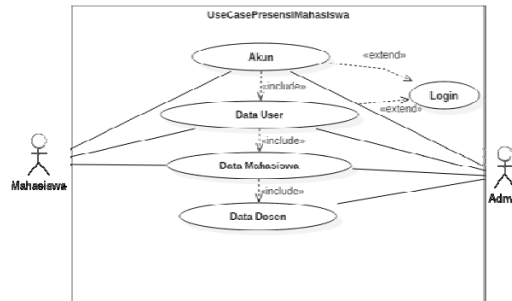 UseCasePresensiMahasiswa
Akun
«extend»
«include»
Login
Data User
«extend»
«include»
Mahasiswa
Data Mahasiswa
«include»
Adm
Data Dosen